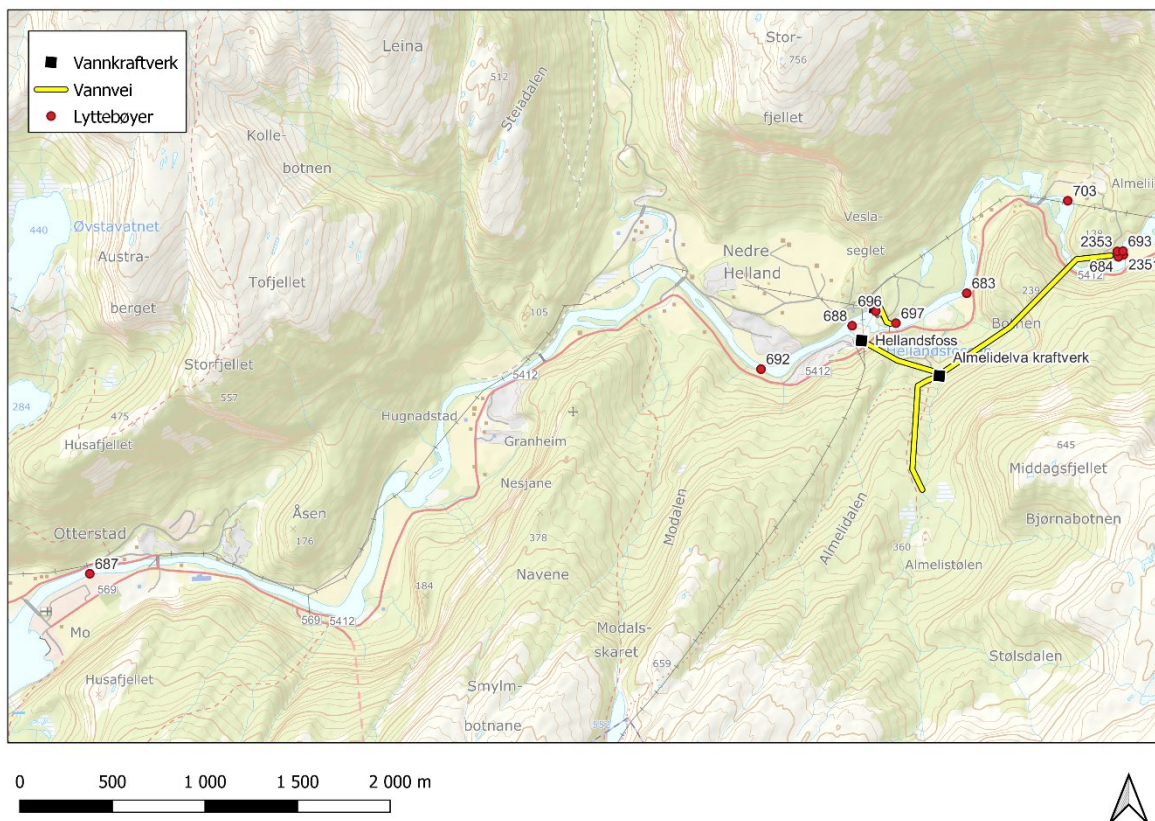 Vannkraftverk
Vannvei
Lyttebøyer
Leina
512
Steiadalen
Stor-
756
fjellet
Kolle-
botnen
Øvstavatnet
440
Austra-
berget
Tofjellet
105
Nedre
Helland
Vesla-
seglet
703
138
2353
693
684
2351
5412
239
683
696
697
688
Hellandsfoss
Botnen
Almelidelva kraftverk
692
5412
Storfjellet
557
284
475
Husafjellet
5412
Hugnadstad
Granheim
Nesjane
645
Middagsfjellet
Bjørnabotnen
Otterstad
Åsen
176
378
Modalen
Almelidalen
360
Almelistølen
687
569
Navene
184
569
5412
Mo
Modals-
skaret
Stølsdalen
Husafjellet
659
Smylm-
botnane
552
0
500
1 000
1 500
2 000 m